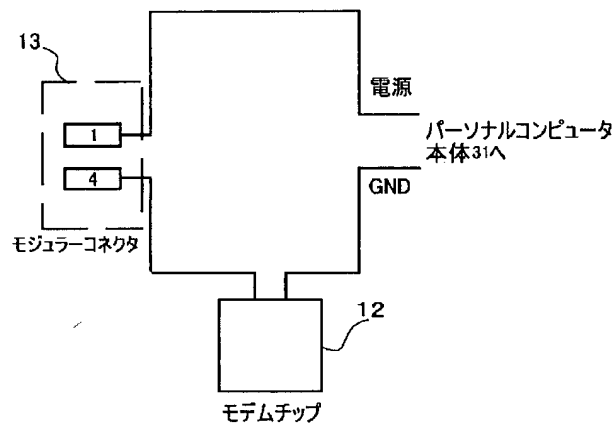 13
電源
1
パーソナルコンピュータ
本体31へ
4
GND
モジュラーコネクタ
12
モデムチップ